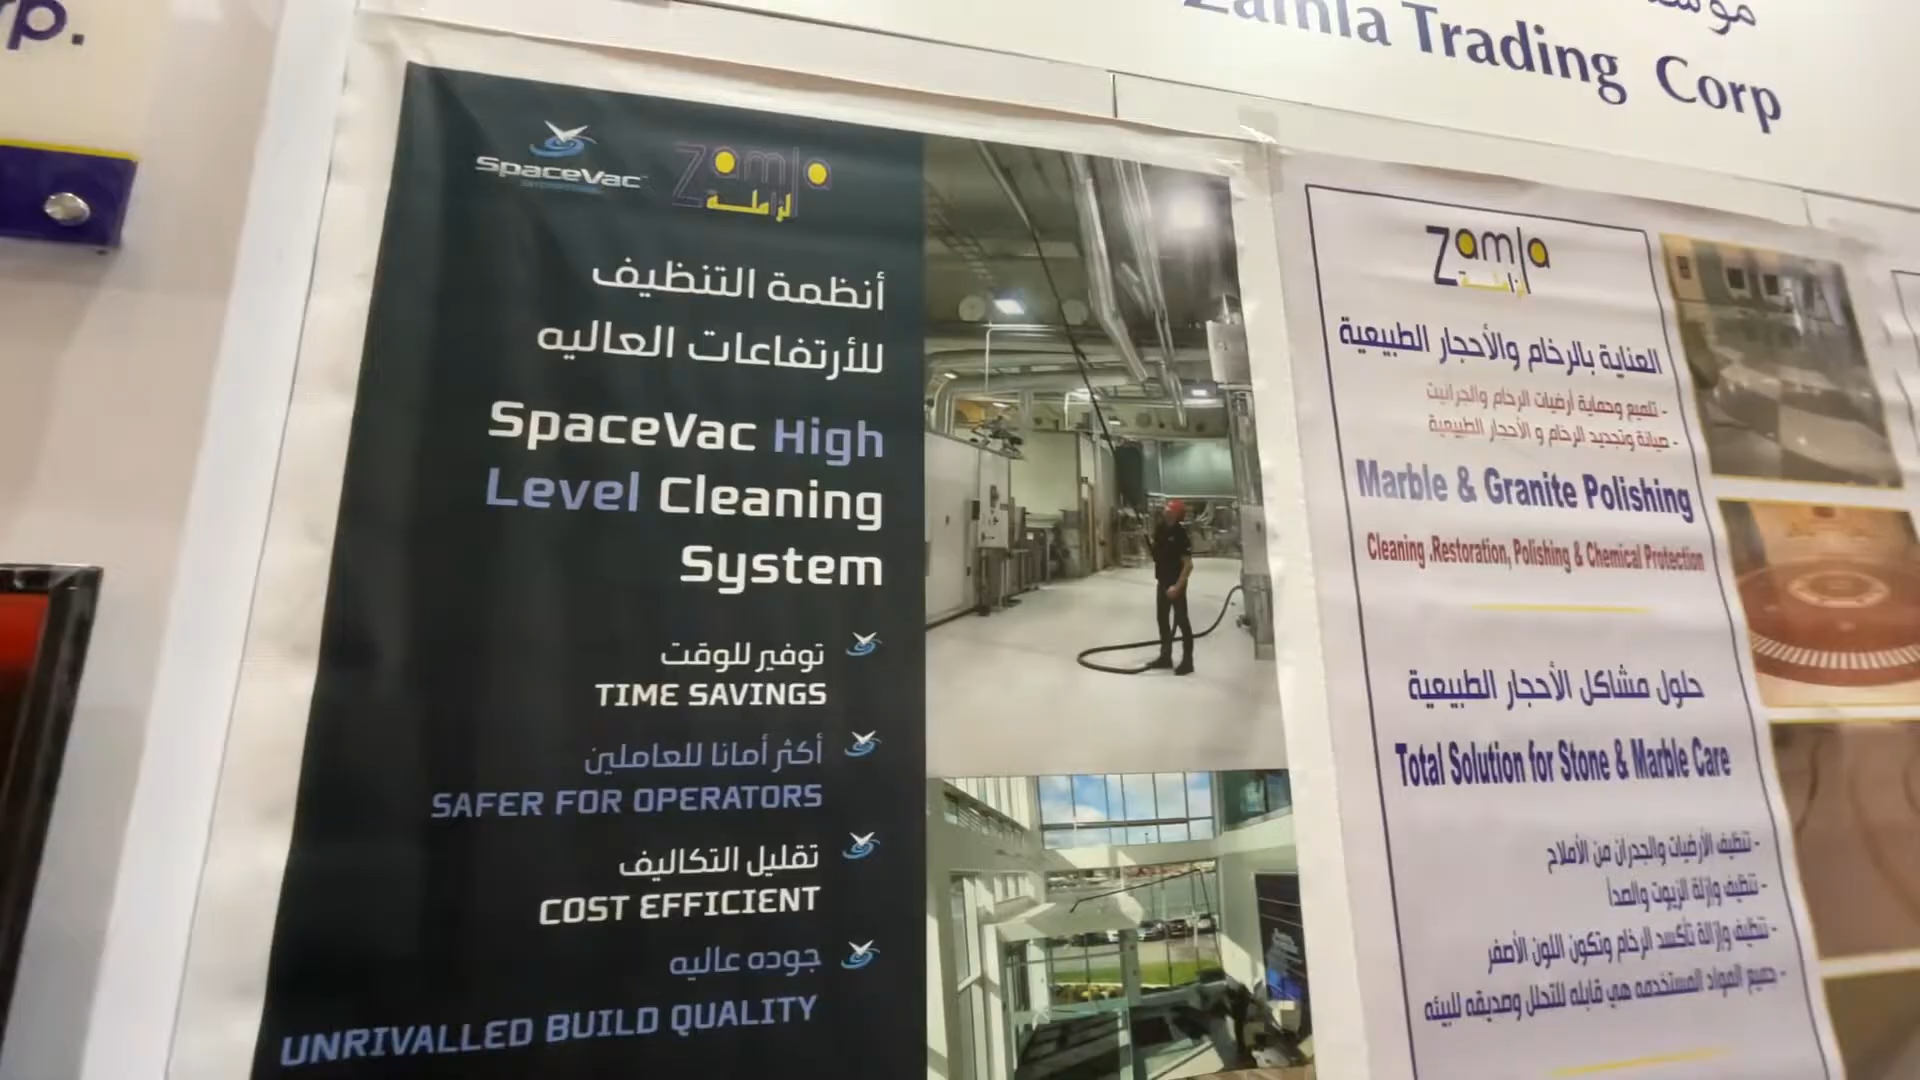 Zamla Trading Corp
SpaceVac
zamla
الزاملة
أنظمة التنظيف
للأرتفاعات العاليه
SpaceVac High
Level Cleaning
System
توفير للوقت
TIME SAVINGS
أكثر أمانا للعاملين
SAFER FOR OPERATORS
تقليل التكاليف
COST EFFICIENT
جوده عاليه
UNRIVALLED BUILD QUALITY
zamla
الزاملة
العناية بالرخام والأحجار الطبيعية
- تلميع وحماية أرضيات الرخام والجرانيت
- صيانة وتجديد الرخام و الأحجار الطبيعية
Marble & Granite Polishing
Cleaning .Restoration, Polishing & Chemical Protection
حلول مشاكل الأحجار الطبيعية
Total Solution for Stone & Marble Care
- تنظيف الأرضيات والجدران من الأملاح
- تنظيف وإزلة الزيوت والصدأ
- تنظيف وإزالة تأكسد الرخام وتكون اللون الأصفر
- جميع المواد المستخدمه هي قابله للتحلل وصديقه للبيئه